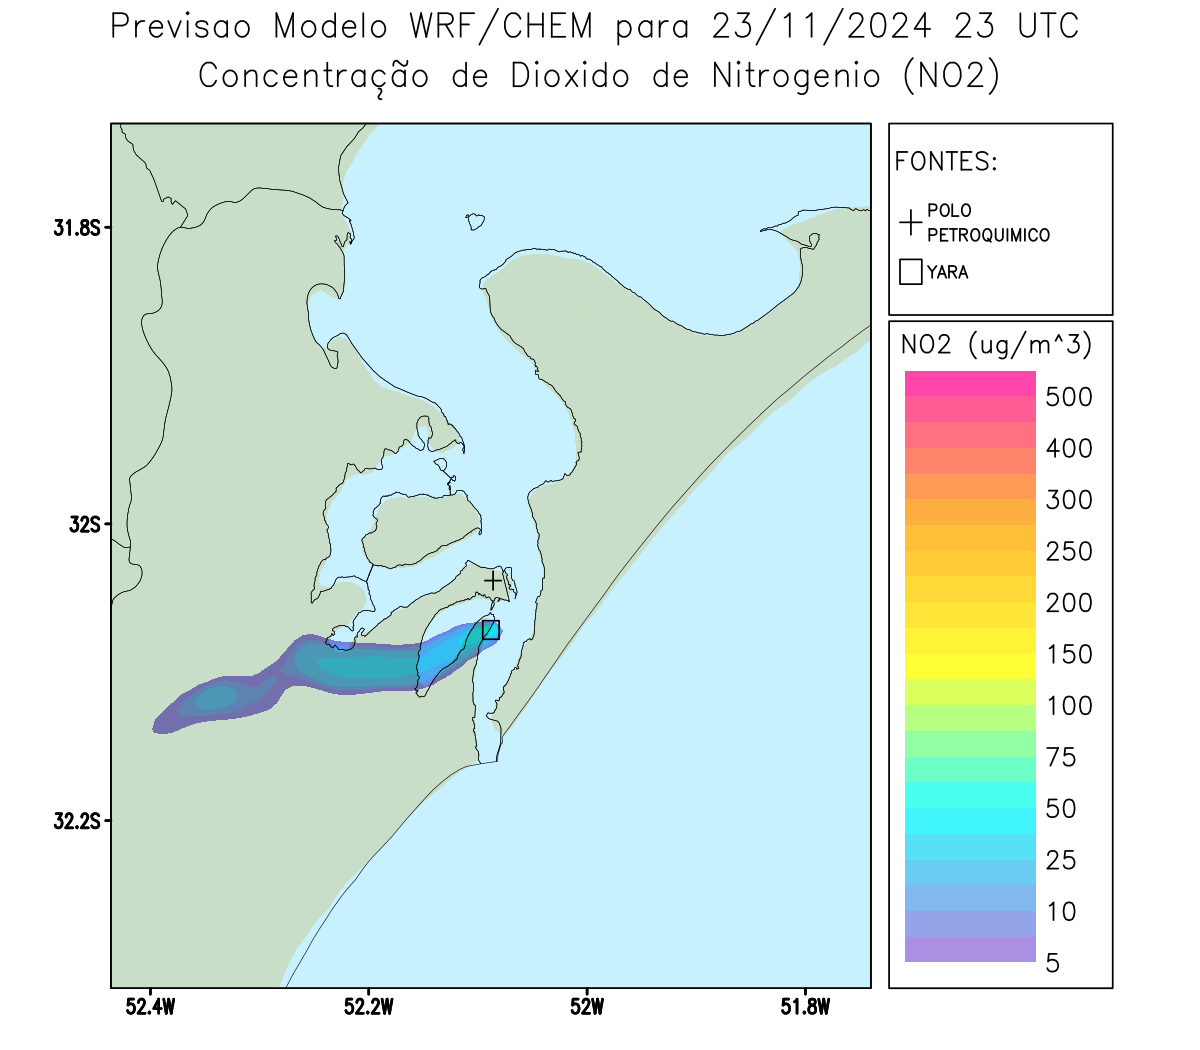 Previsao Modelo WRF/CHEM para 23/11/2024 23 UTC
Concentração de Dioxido de Nitrogenio (NO2)
FONTES:
POLO
PETROQUIMICO
YARA
31.8S
32S
32.2S
52.4W
52.2W
52W
51.8W
NO2 (ug/m^3)
500
400
300
250
200
150
100
75
50
25
10
5